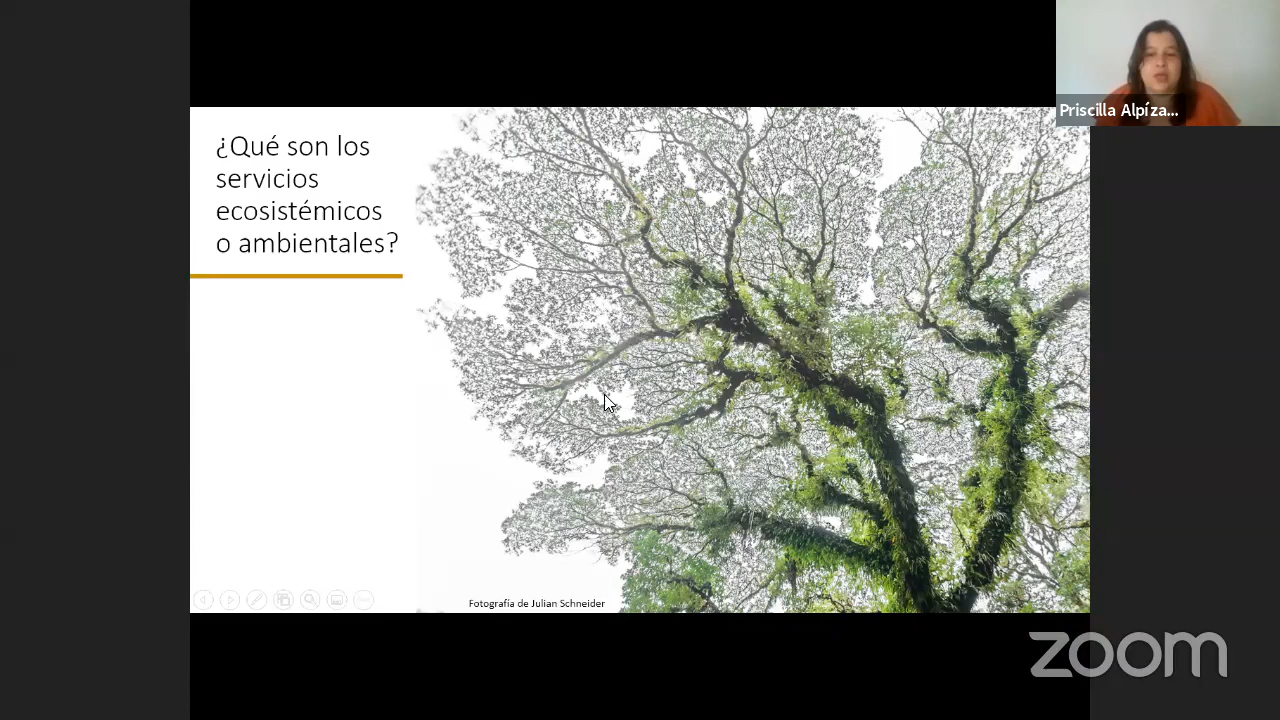 Priscilla Alpíza...
¿Qué son los
servicios
ecosistémicos
o ambientales?
Fotografía de Julian Schneider
zoom